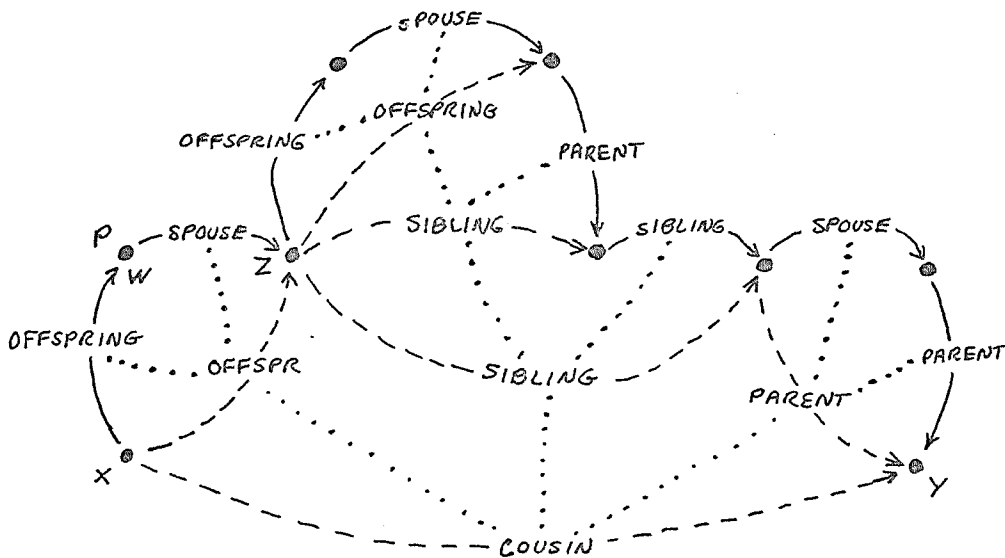 SPOUSE
OFFSPRING
OFFSPRING
PARENT
P
SPOUSE
SIBLING
SIBLING
SPOUSE
W
Z
OFFSPRING
OFFSPR
SIBLING
PARENT
PARENT
X
Y
COUSIN